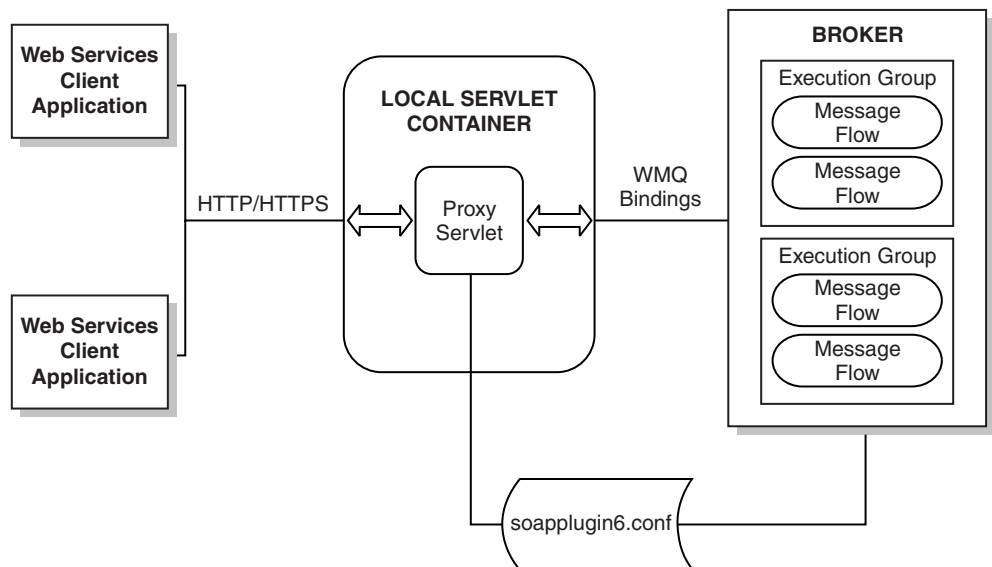 Web Services
Client
Application
HTTP/HTTPS
Web Services
Client
Application
LOCAL SERVLET
CONTAINER
Proxy
Servlet
WMQ
Bindings
BROKER
Execution Group
Message
Flow
Message
Flow
Execution Group
Message
Flow
Message
Flow
soapplugin6.conf